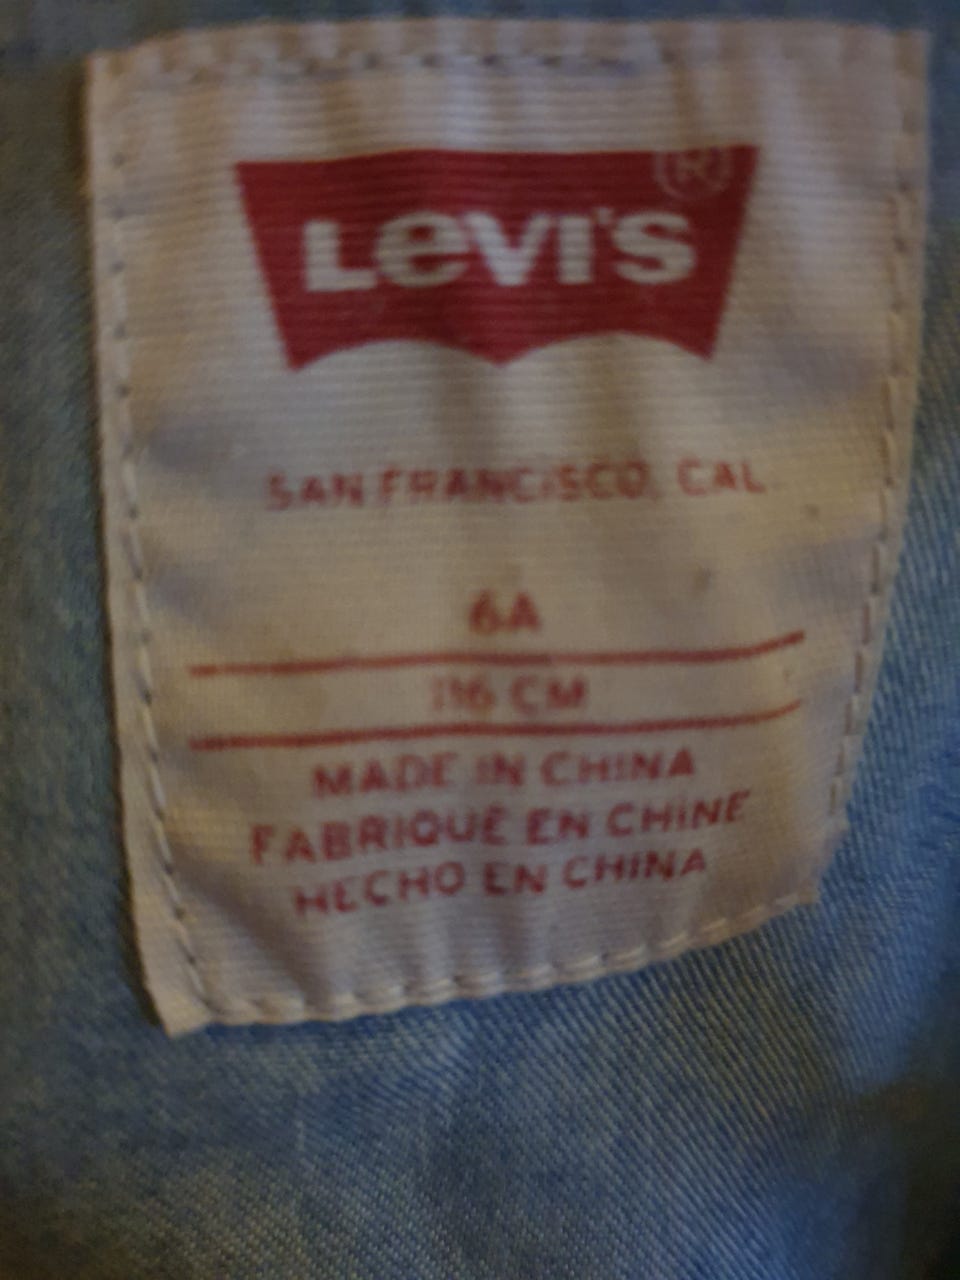 LEVI'S ®
SAN FRANCISCO, CAL
6A
116 CM
MADE IN CHINA
FABRIQUÉ EN CHINE
HECHO EN CHINA